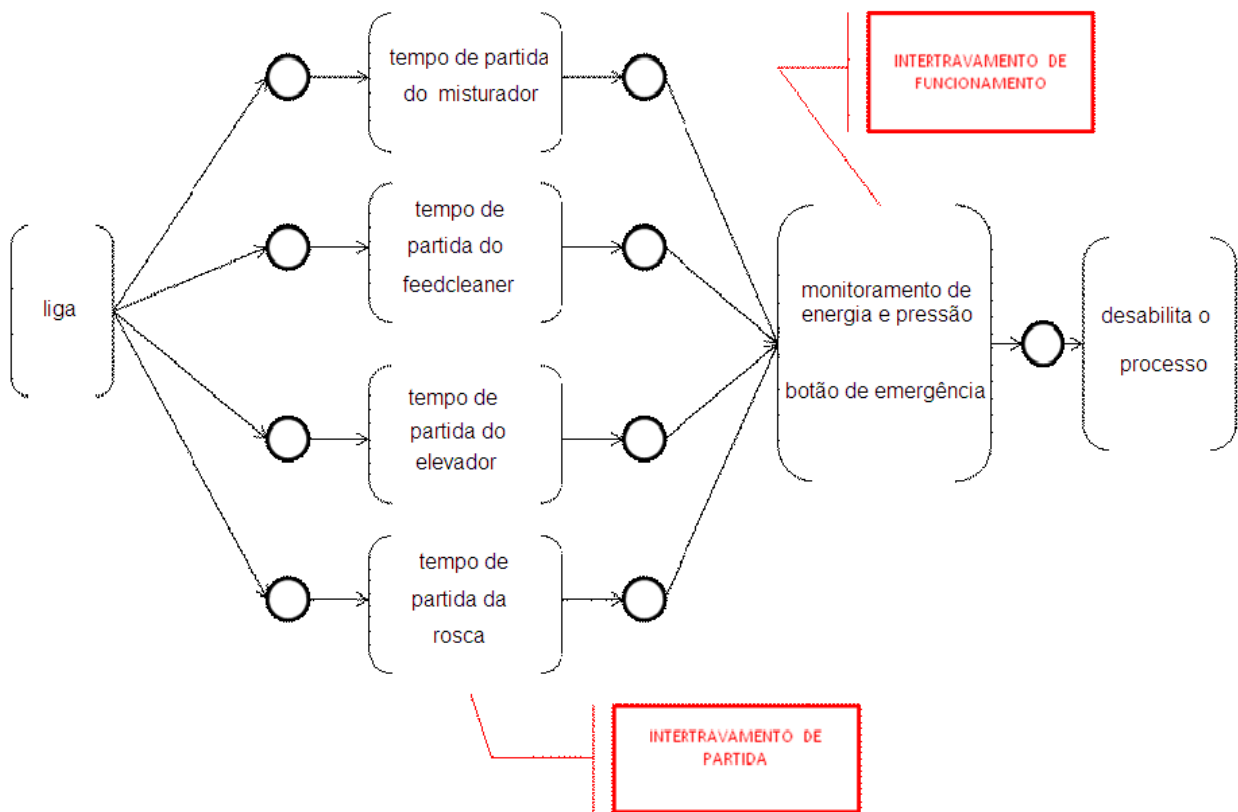 tempo de partida
do misturador
INTERTRAVAMENTO DE
FUNCIONAMENTO
tempo de
partida do
feedcleaner
liga
monitoramento de
energia e pressão
botão de emergência
desabilita o
processo
tempo de
partida do
elevador
tempo de
partida da
rosca
INTERTRAVAMENTO DE
PARTIDA